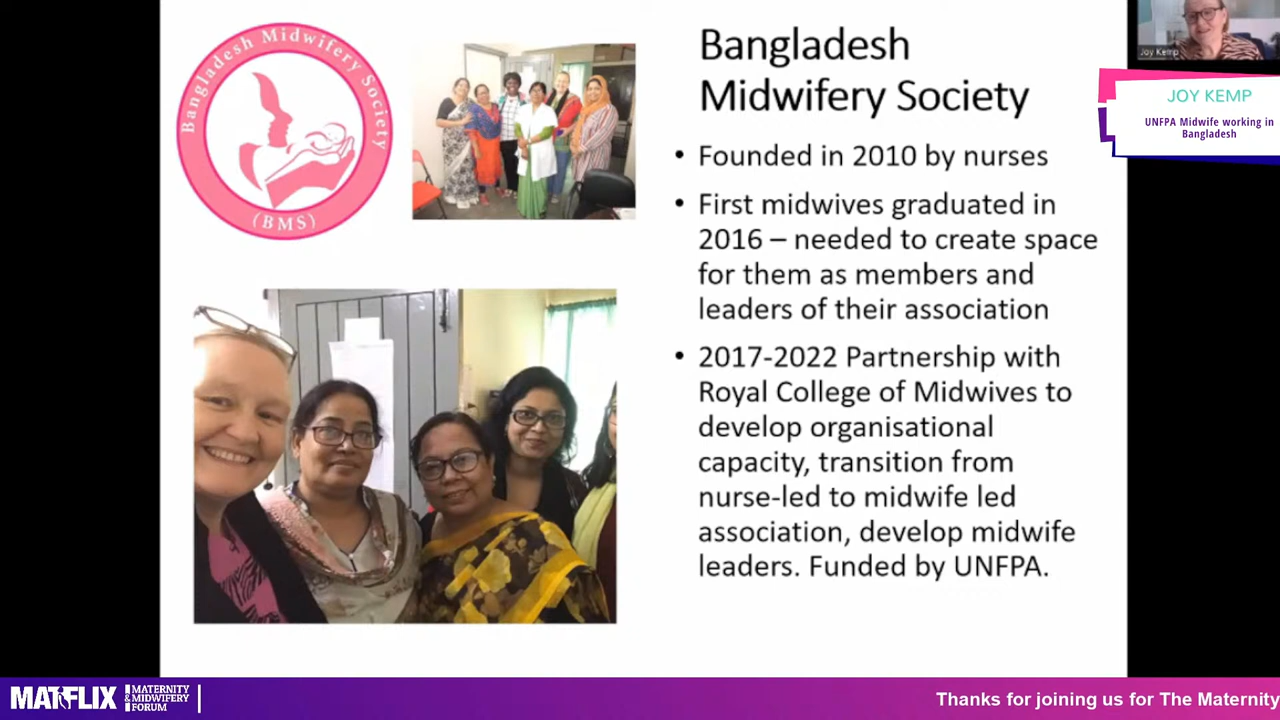 Bangladesh Midwifery Society
(BMS)
Bangladesh
Midwifery Society
• Founded in 2010 by nurses
• First midwives graduated in
2016 – needed to create space
for them as members and
leaders of their association
• 2017-2022 Partnership with
Royal College of Midwives to
develop organisational
capacity, transition from
nurse-led to midwife led
association, develop midwife
leaders. Funded by UNFPA.
Joy Kemp
JOY KEMP
UNFPA Midwife working in
Bangladesh
MATFLIX
MATERNITY
& MIDWIFERY
FORUM
Thanks for joining us for The Maternity